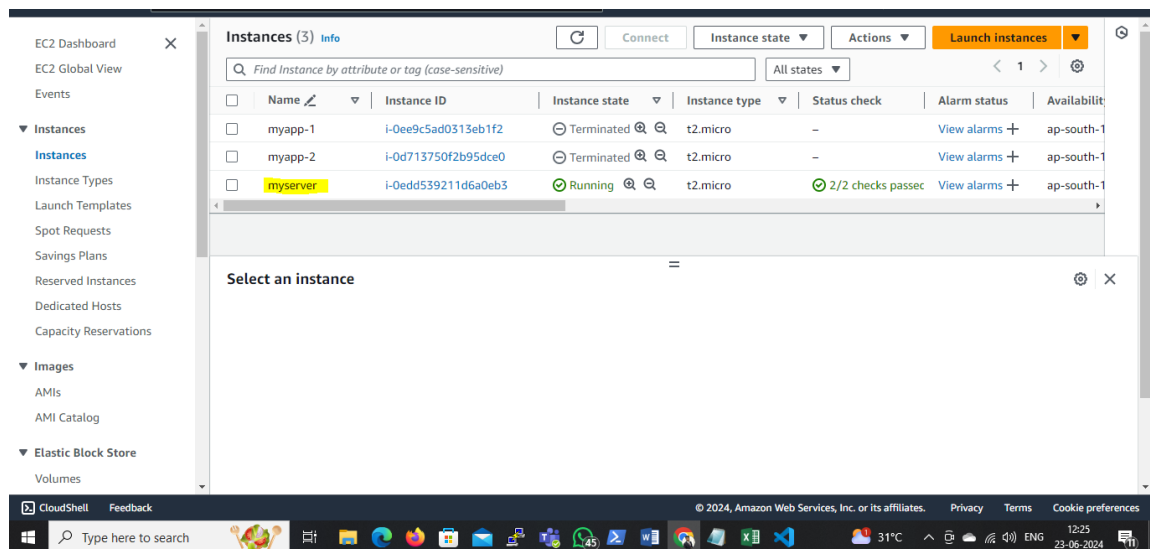 EC2 Dashboard
EC2 Global View
Events
Instances
Instances
Instance Types
Launch Templates
Spot Requests
Savings Plans
Reserved Instances
Dedicated Hosts
Capacity Reservations
Images
AMIs
AMI Catalog
Elastic Block Store
Volumes
Instances (3) Info
Connect Instance state Actions Launch instances
Find Instance by attribute or tag (case-sensitive) All states 1
Name Instance ID Instance state Instance type Status check Alarm status Availabilit
myapp-1 i-0ee9c5ad0313eb1f2 Terminated t2.micro – View alarms + ap-south-1
myapp-2 i-0d713750f2b95dce0 Terminated t2.micro – View alarms + ap-south-1
myserver i-0edd539211d6a0eb3 Running t2.micro 2/2 checks passec View alarms + ap-south-1
Select an instance
CloudShell Feedback © 2024, Amazon Web Services, Inc. or its affiliates. Privacy Terms Cookie preferences
Type here to search 45 31°C ENG 12:25
23-06-2024